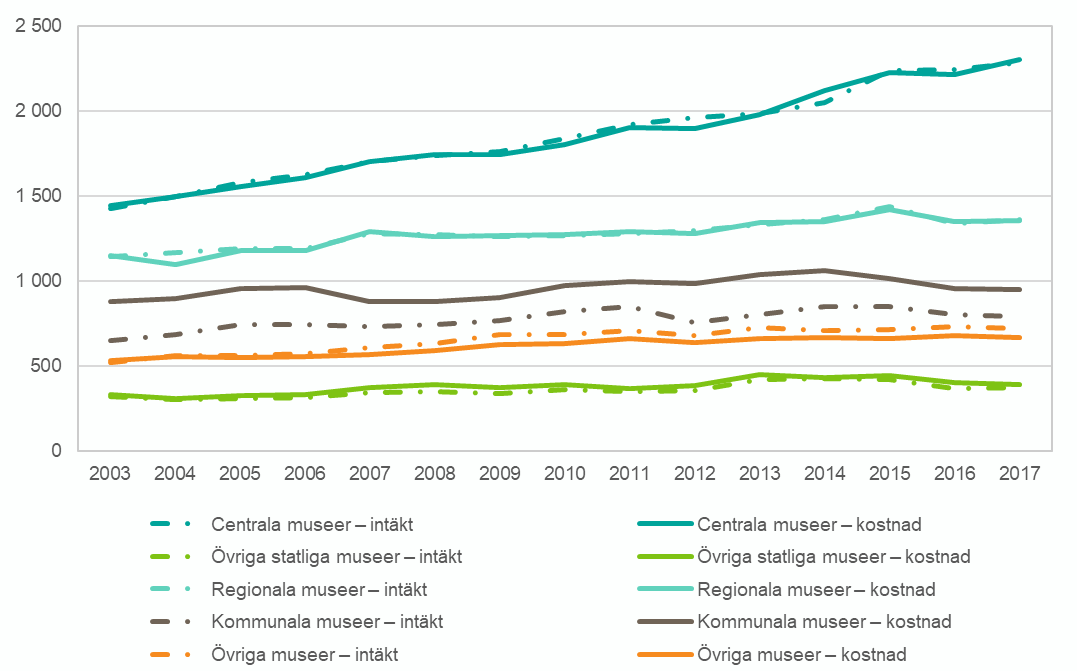 2 500
2 000
1 500
1 000
500
0
2003 2004 2005 2006 2007 2008 2009 2010 2011 2012 2013 2014 2015 2016 2017
Centrala museer – intäkt Centrala museer – kostnad
Övriga statliga museer – intäkt Övriga statliga museer – kostnad
Regionala museer – intäkt Regionala museer – kostnad
Kommunala museer – intäkt Kommunala museer – kostnad
Övriga museer – intäkt Övriga museer – kostnad